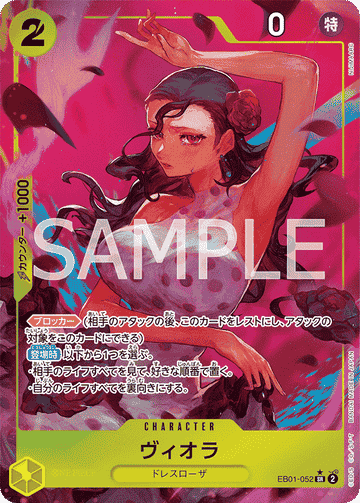 2
0
特
カウンター +1000
SAMPLE
ブロッカー (相手のアタックの後、このカードをレストにし、アタックの
対象をこのカードにできる)
登場時 以下から1つを選ぶ。
・相手のライフすべてを見て、好きな順番で置く。
・自分のライフすべてを裏向きにする。
CHARACTER
ヴィオラ
ドレスローザ
EB01-052 SR 2